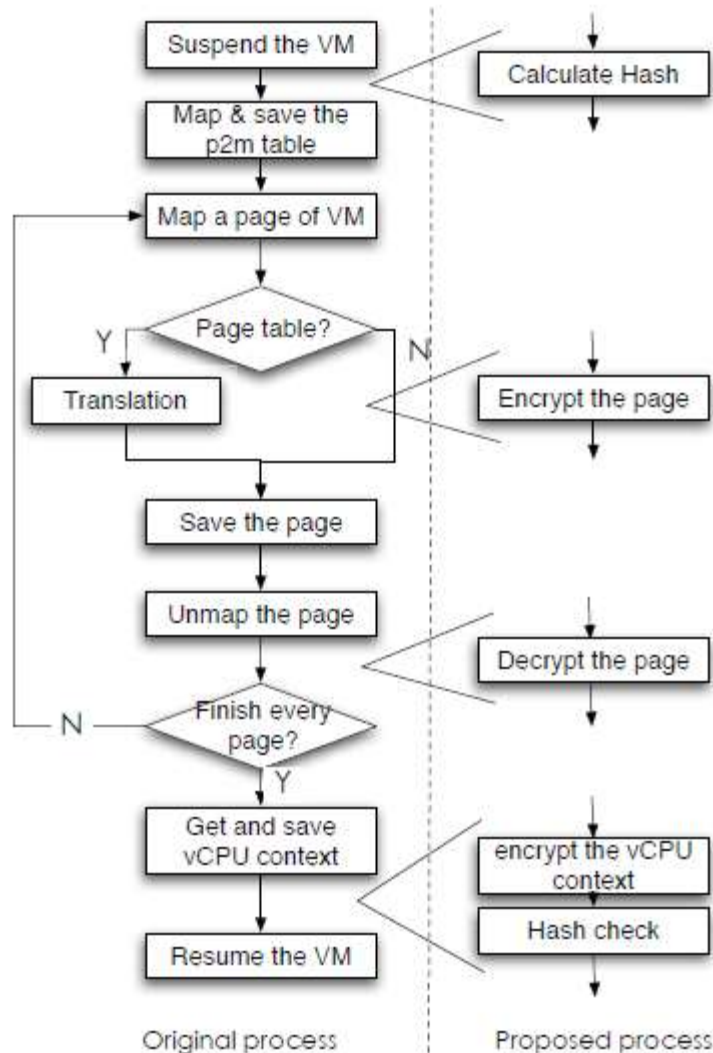 Suspend the VM
Calculate Hash
Map & save the
p2m table
Map a page of VM
Page table?
Y
N
Translation
Encrypt the page
Save the page
Unmap the page
Decrypt the page
Finish every
page?
N
Y
Get and save
vCPU context
encrypt the vCPU
context
Hash check
Resume the VM
Original process
Proposed process